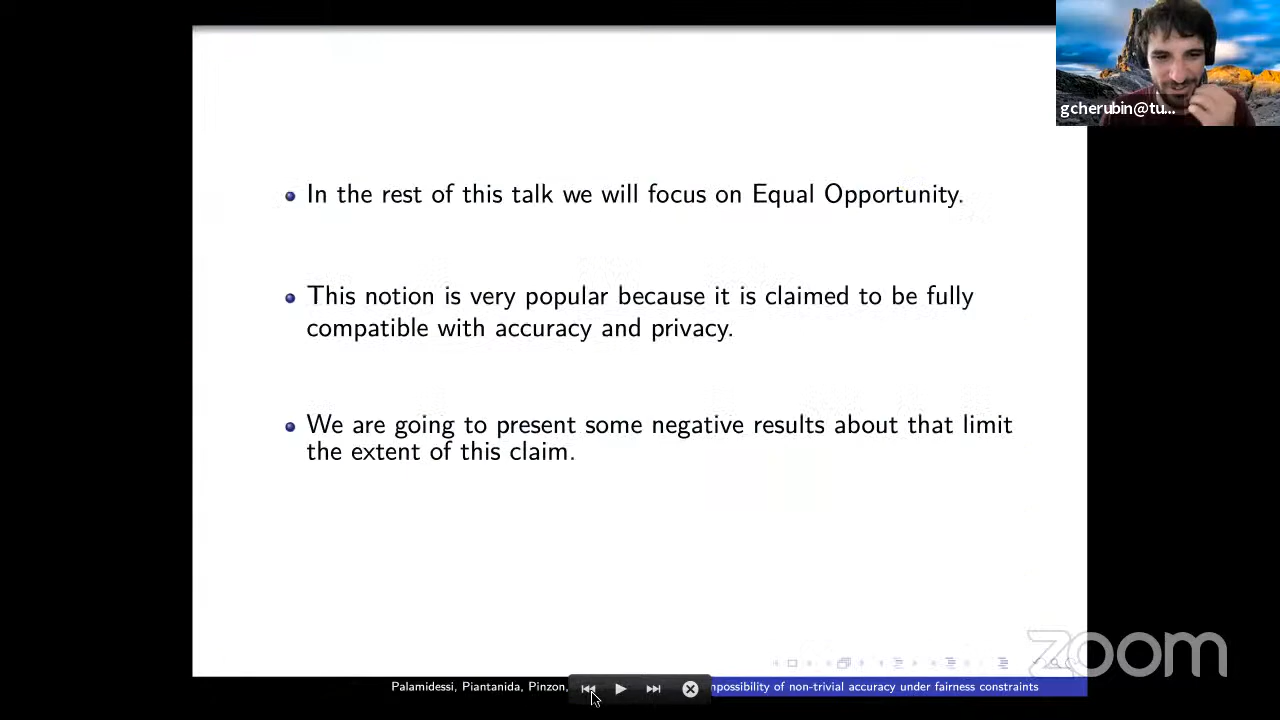 gcherubin@tu...
In the rest of this talk we will focus on Equal Opportunity.
This notion is very popular because it is claimed to be fully
compatible with accuracy and privacy.
We are going to present some negative results about that limit
the extent of this claim.
zoom
Palamidessi, Piantanida, Pinzon, mpossibility of non-trivial accuracy under fairness constraints